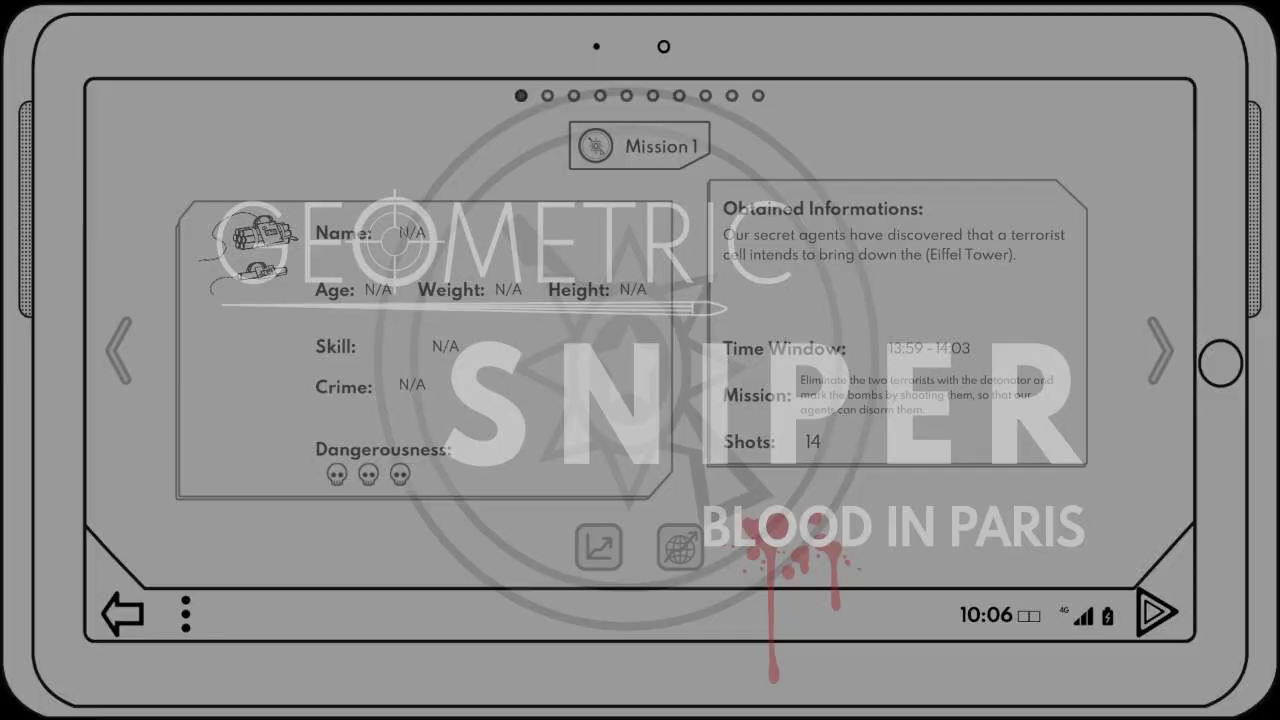 Mission 1
GEOMETRIC
SNIPER
BLOOD IN PARIS
Name: N/A
Age: N/A Weight: N/A Height: N/A
Skill: N/A
Crime: N/A
Dangerousness:
Obtained Informations:
Our secret agents have discovered that a terrorist
cell intends to bring down the (Eiffel Tower).
Time Window: 13:59 - 14:03
Mission: Eliminate the two terrorists with the detonator and
mark the bombs by shooting them, so that our
agents can disarm them.
Shots: 14
10:06
4G